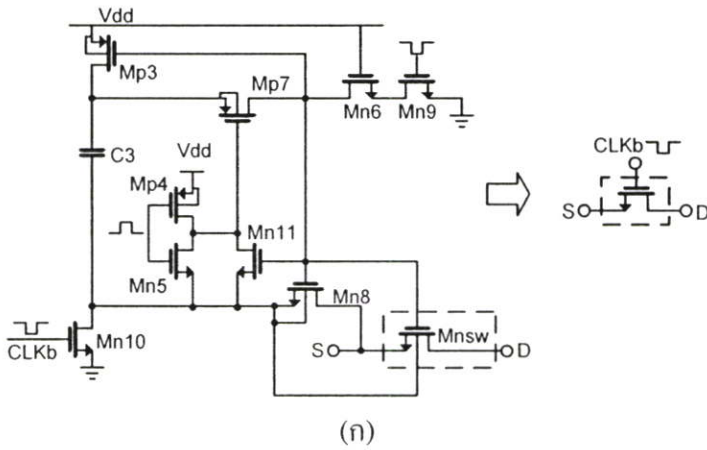 Vdd
Mp3
Mp7
Mn6
Mn9
C3
Vdd
Mp4
CLKb
S
D
Mn11
Mn5
Mn8
Mn10
CLKb
Mnsw
S
D
(ก)